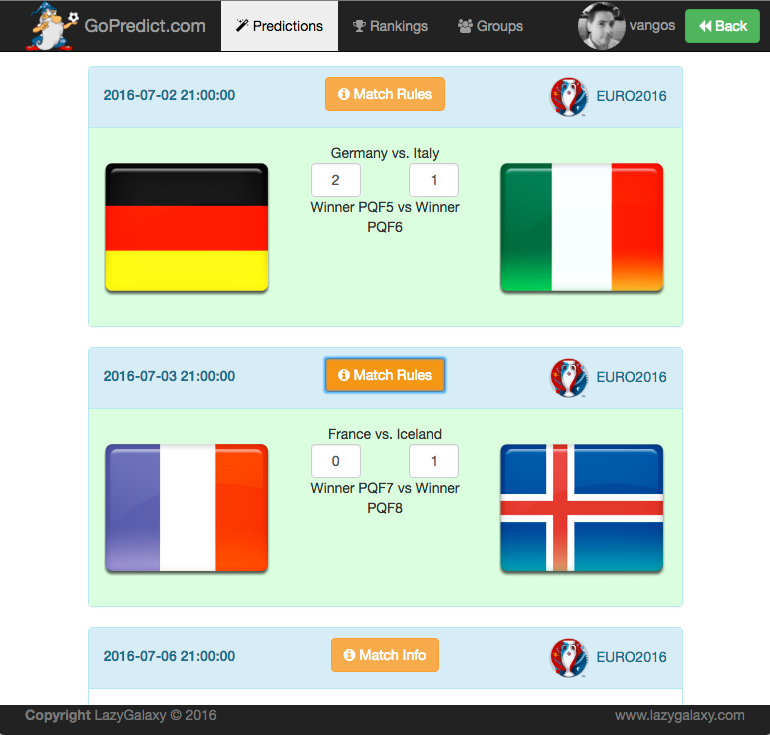 GoPredict.com Predictions Rankings Groups vangos Back
2016-07-02 21:00:00 Match Rules EURO2016
Germany vs. Italy
2 1
Winner PQF5 vs Winner
PQF6
2016-07-03 21:00:00 Match Rules EURO2016
France vs. Iceland
0 1
Winner PQF7 vs Winner
PQF8
2016-07-06 21:00:00 Match Info EURO2016
Copyright LazyGalaxy © 2016 www.lazygalaxy.com